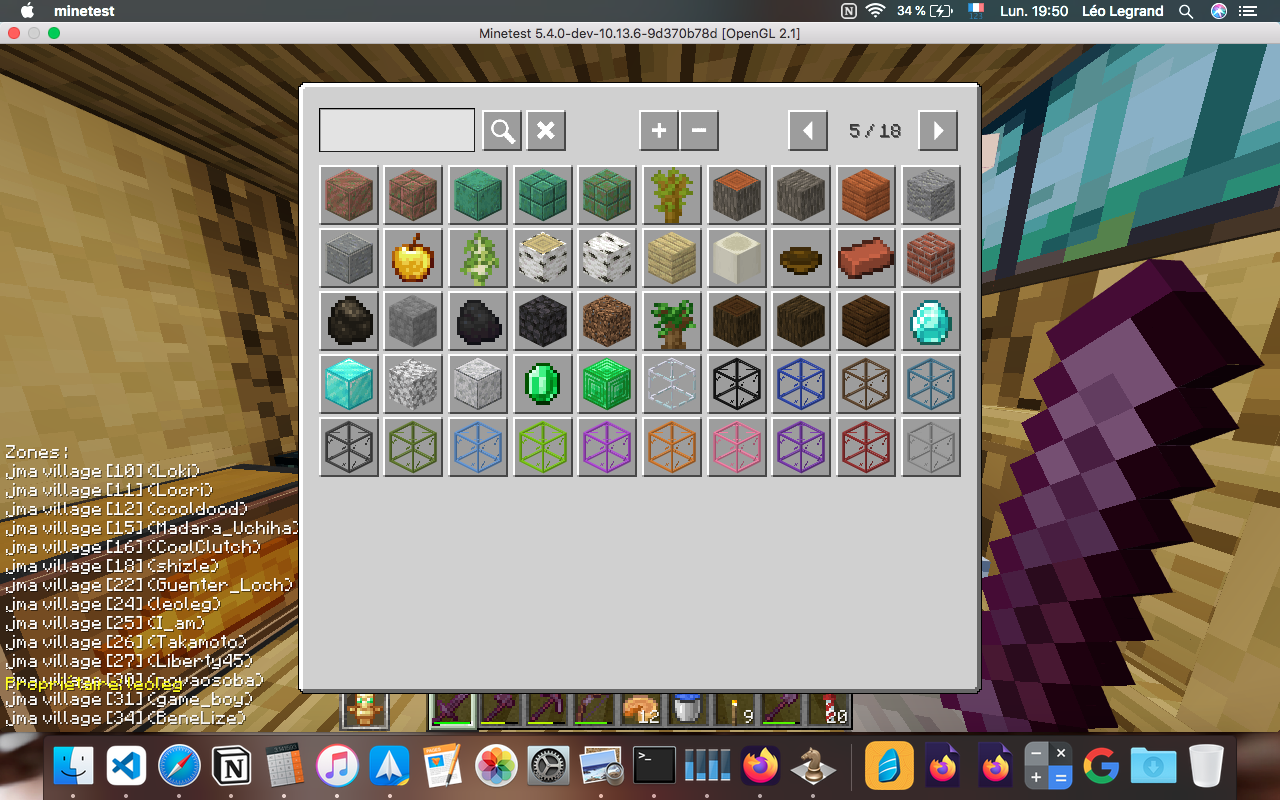 minetest
34 %
Lun. 19:50
Léo Legrand
Minetest 5.4.0-dev-10.13.6-9d370b78d [OpenGL 2.1]
5 / 18
Zones :
,jma village [10] (Loki)
,jma village [11] (Locri)
,jma village [12] (cooldood)
,jma village [15] (Madara_Uchiha)
,jma village [16] (CoolClutch)
,jma village [18] (shizle)
,jma village [22] (Guenter_Loch)
,jma village [24] (leoleg)
,jma village [25] (I_am)
,jma village [26] (Takamoto)
,jma village [27] (Liberty45)
,jma village [31] (game_boy)
,jma village [34] (BeneLize)
12
9
20